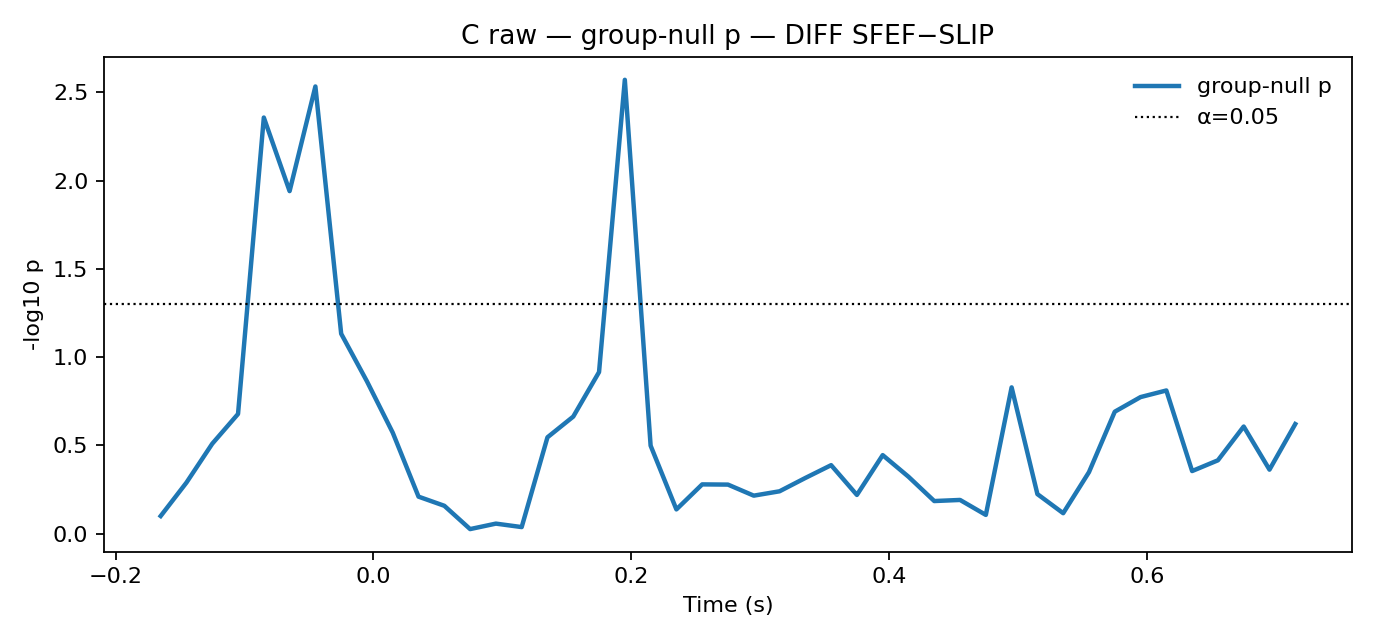 C raw — group-null p — DIFF SFEF−SLIP
group-null p
α=0.05
-log10 p
2.5
2.0
1.5
1.0
0.5
0.0
−0.2
0.0
0.2
0.4
0.6
Time (s)